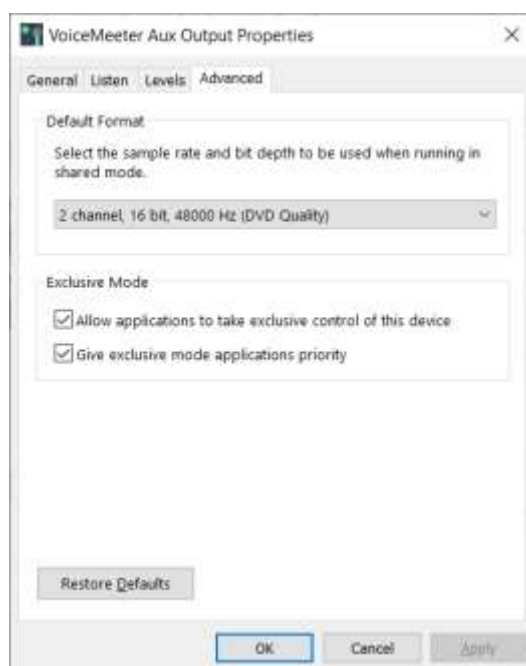 VoiceMeeter Aux Output Properties
General Listen Levels Advanced
Default Format
Select the sample rate and bit depth to be used when running in
shared mode.
2 channel, 16 bit, 48000 Hz (DVD Quality)
Exclusive Mode
Allow applications to take exclusive control of this device
Give exclusive mode applications priority
Restore Defaults
OK Cancel Apply